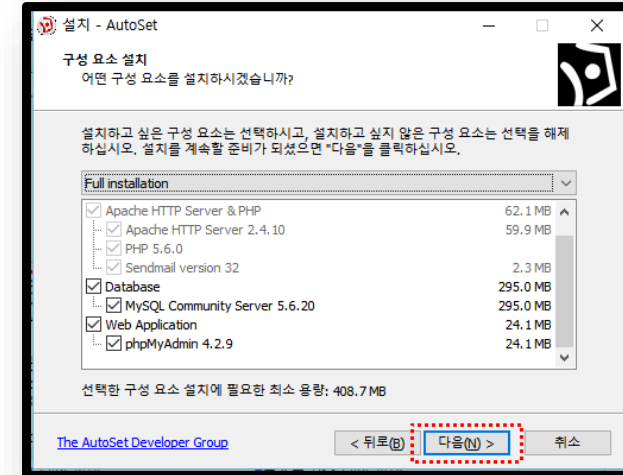 설치 - AutoSet
구성 요소 설치
어떤 구성 요소를 설치하시겠습니까?
설치하고 싶은 구성 요소는 선택하시고, 설치하고 싶지 않은 구성 요소는 선택을 해제
하십시오. 설치를 계속할 준비가 되셨으면 "다음"을 클릭하십시오.
Full installation
Apache HTTP Server & PHP 62.1 MB
Apache HTTP Server 2.4.10 59.9 MB
PHP 5.6.0
Sendmail version 32 2.3 MB
Database 295.0 MB
MySQL Community Server 5.6.20 295.0 MB
Web Application 24.1 MB
phpMyAdmin 4.2.9 24.1 MB
선택한 구성 요소 설치에 필요한 최소 용량: 408.7 MB
The AutoSet Developer Group < 뒤로(B) 다음(N) > 취소